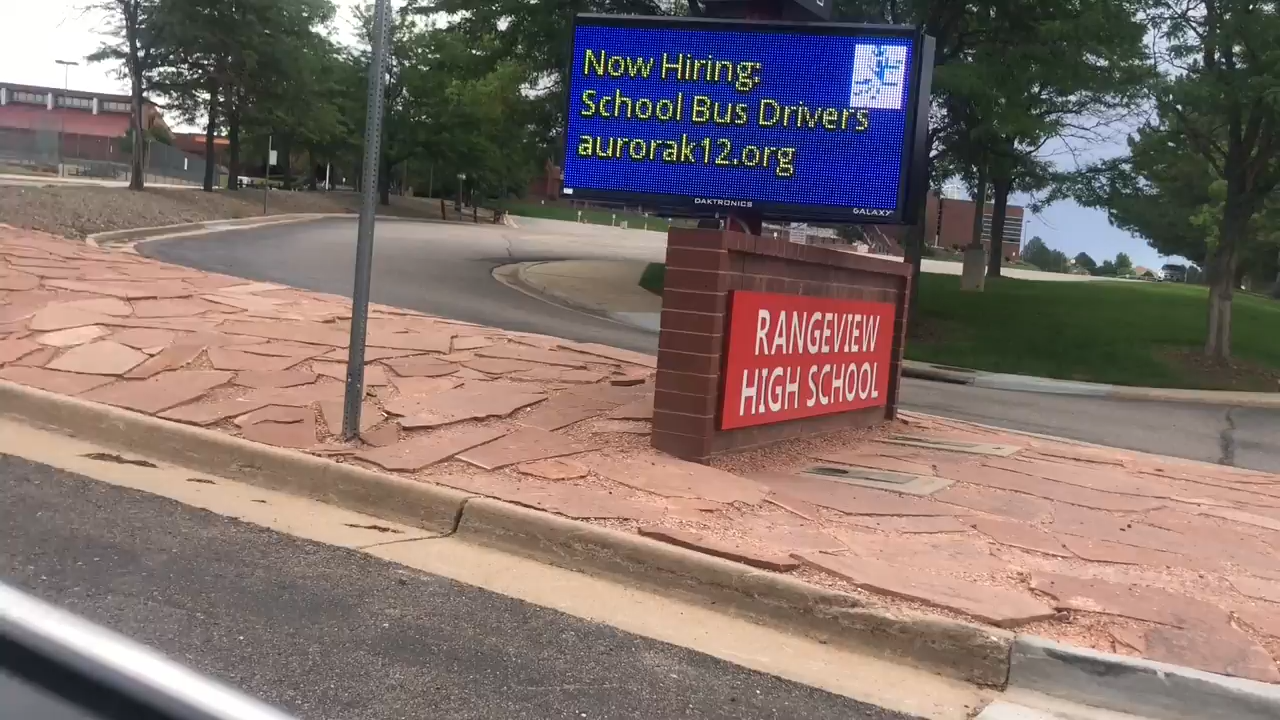 Now Hiring:
School Bus Drivers
aurorak12.org
DAKTRONICS
GALAXY
RANGEVIEW
HIGH SCHOOL